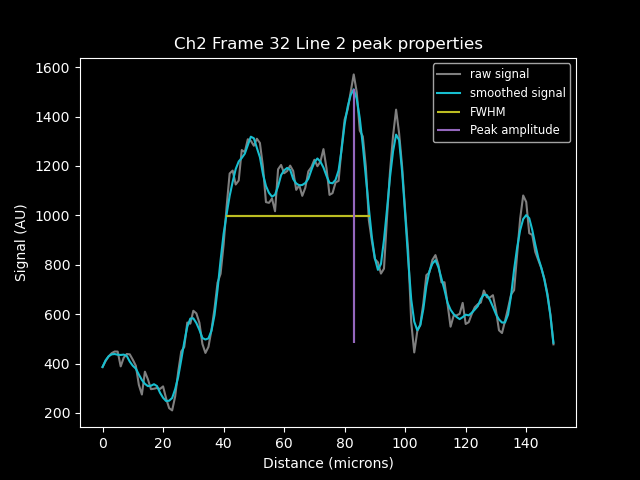 Ch2 Frame 32 Line 2 peak properties
raw signal
smoothed signal
FWHM
Peak amplitude
Signal (AU)
1600
1400
1200
1000
800
600
400
200
0 20 40 60 80 100 120 140
Distance (microns)